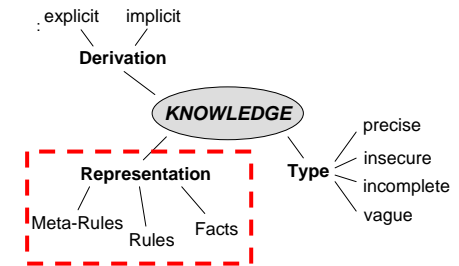 explicit implicit
:
Derivation
KNOWLEDGE
precise
insecure
Type
incomplete
vague
Representation
Meta-Rules
Rules
Facts